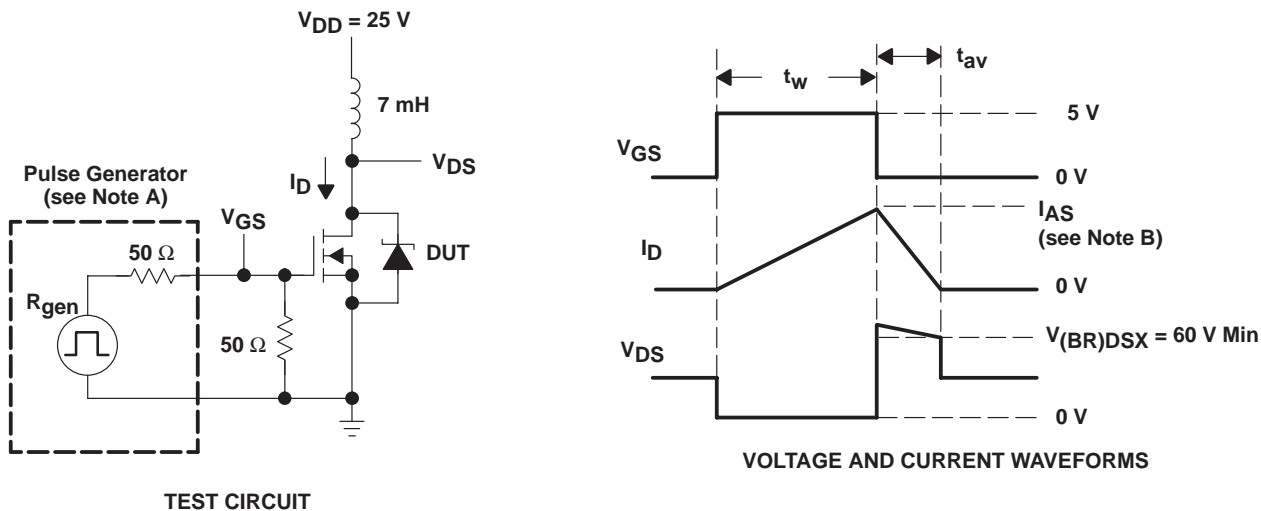 VDD = 25 V
7 mH
VDS
ID
Pulse Generator
(see Note A)
VGS
50 Ω
DUT
Rgen
50 Ω
TEST CIRCUIT
tw
tav
5 V
VGS
0 V
IAS
(see Note B)
ID
0 V
V(BR)DSX = 60 V Min
VDS
0 V
VOLTAGE AND CURRENT WAVEFORMS